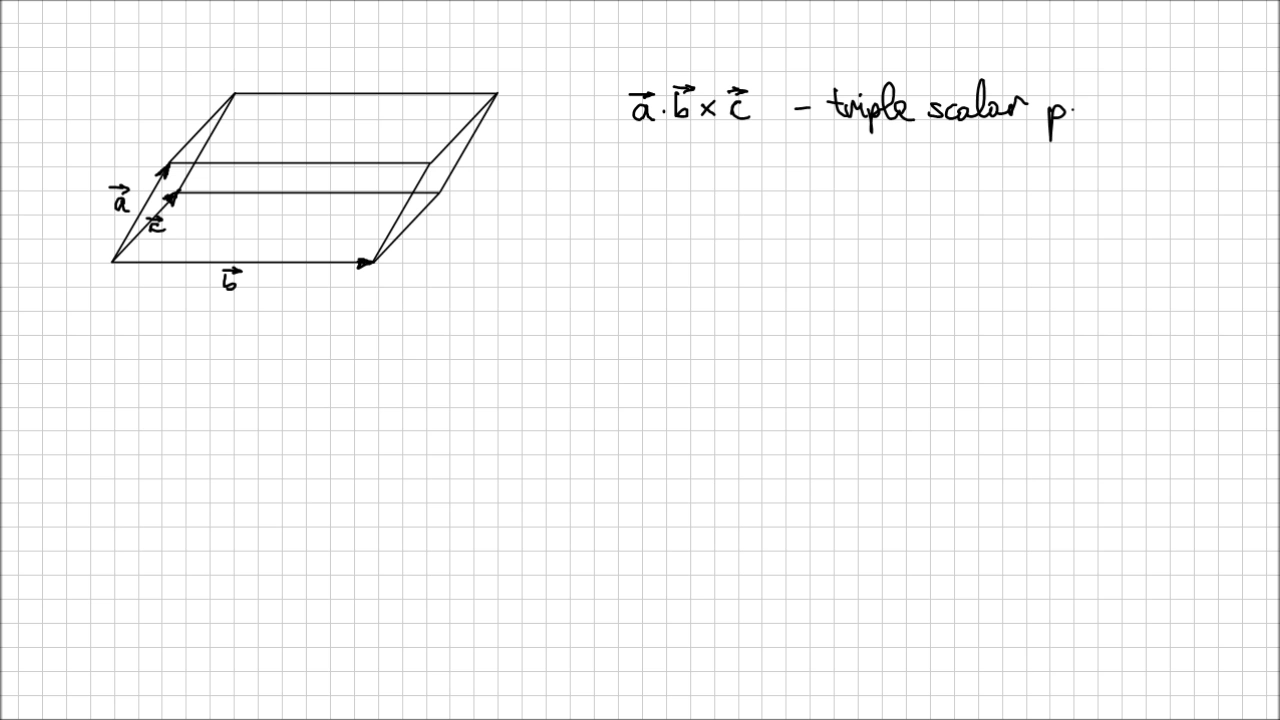 a⃗ · b⃗ × c⃗ – triple scalar p.
a⃗
c⃗
b⃗